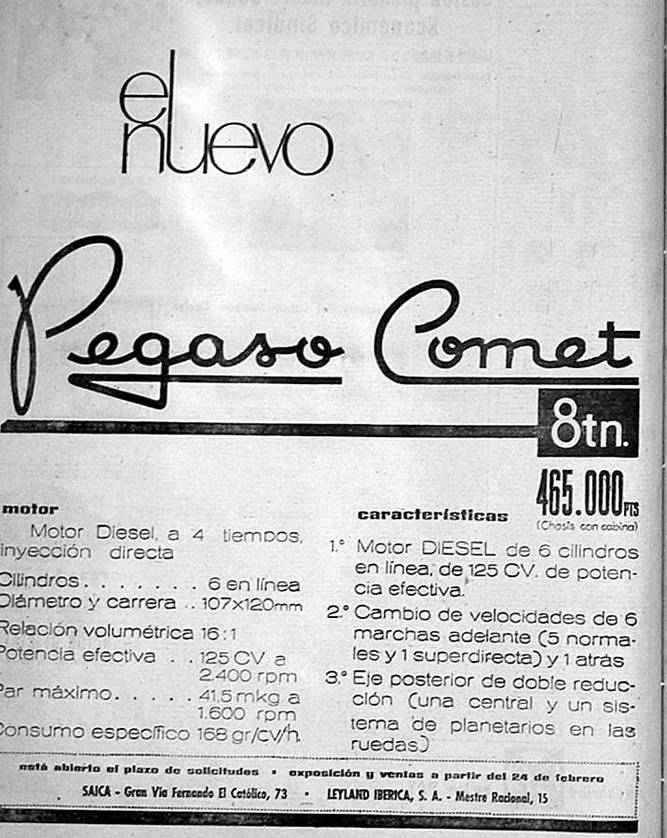 el
nuevo
Pegaso Comet
8tn.
465.000 PTS
(Chasis con cabina)
motor
Motor Diesel, a 4 tiempos,
inyección directa
Cilindros . . . . . . . 6 en línea
Diámetro y carrera .. 107x120mm
Relación volumétrica 16:1
Potencia efectiva . . 125 CV. a
2.400 rpm
Par máximo . . . . . 41.5 mkg. a
1.600 rpm
Consumo específico 168 gr/cv/h.
características
1.º Motor DIESEL de 6 cilindros
en línea, de 125 CV. de poten-
cia efectiva.
2.º Cambio de velocidades de 6
marchas adelante (5 norma-
les y 1 superdirecta) y 1 atrás
3.º Eje posterior de doble reduc-
ción (una central y un sis-
tema de planetarios en las
ruedas)
está abierto el plazo de solicitudes • exposición y ventas a partir del 24 de febrero
SAICA - Gran Vía Fernando El Católico, 73 • LEYLAND IBERICA, S. A. - Mestre Racional, 15